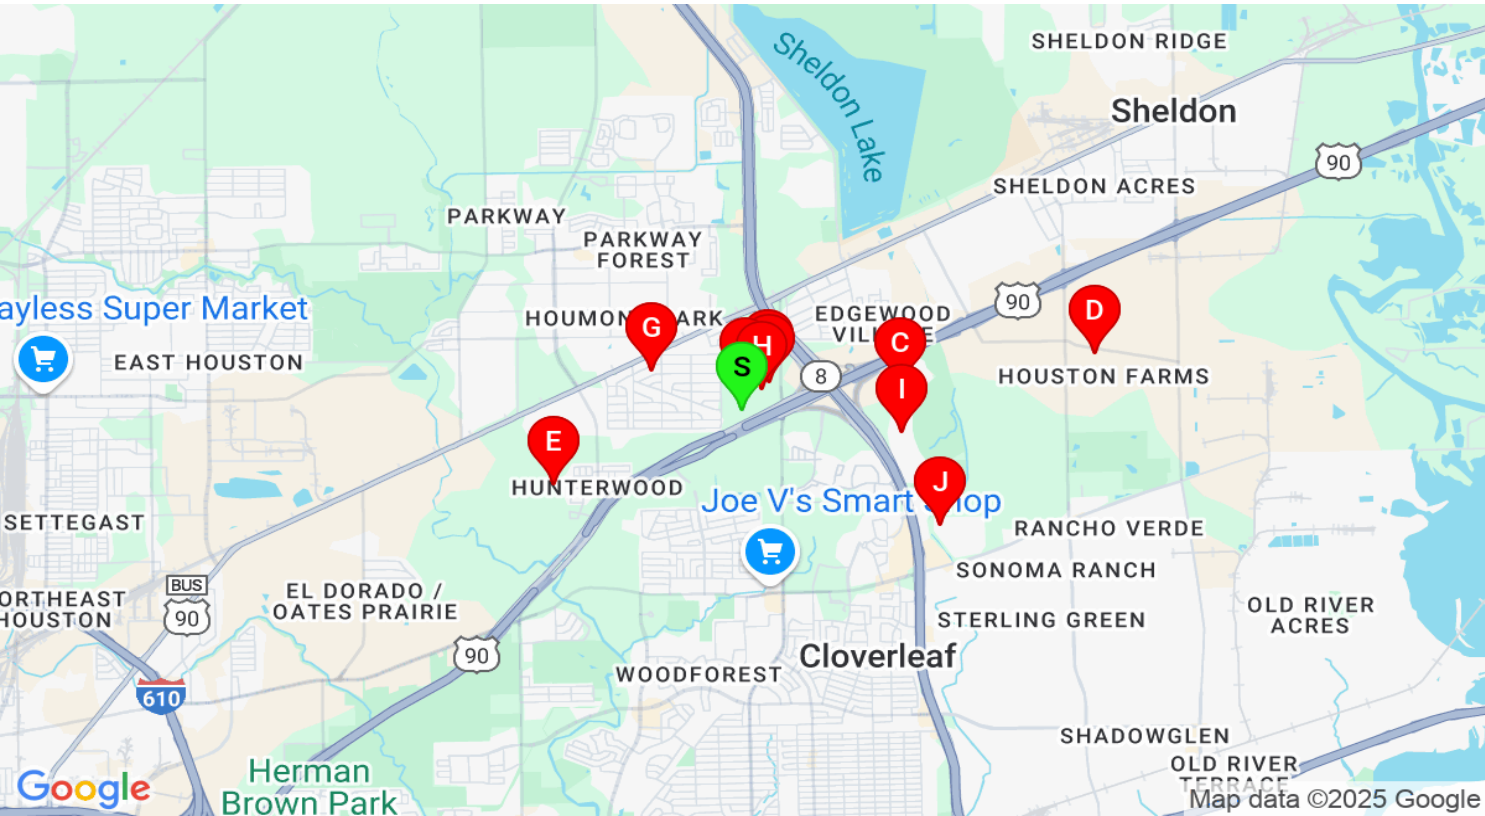 SHELDON RIDGE
Sheldon Lake
Sheldon
90
SHELDON ACRES
PARKWAY
PARKWAY
FOREST
ayless Super Market
90
D
HOUMON
ARK
EDGEWOOD
VIL
E
G
H
C
S
8
EAST HOUSTON
HOUSTON FARMS
I
E
HUNTERWOOD
J
Joe V's Smart
op
SETTEGAST
RANCHO VERDE
SONOMA RANCH
BUS
90
ORTHEAST
HOUSTON
EL DORADO /
OATES PRAIRIE
STERLING GREEN
OLD RIVER
ACRES
90
Cloverleaf
WOODFOREST
610
SHADOWGLEN
OLD RIVER
TERRACE
Herman
Brown Park
Google
Map data ©2025 Google